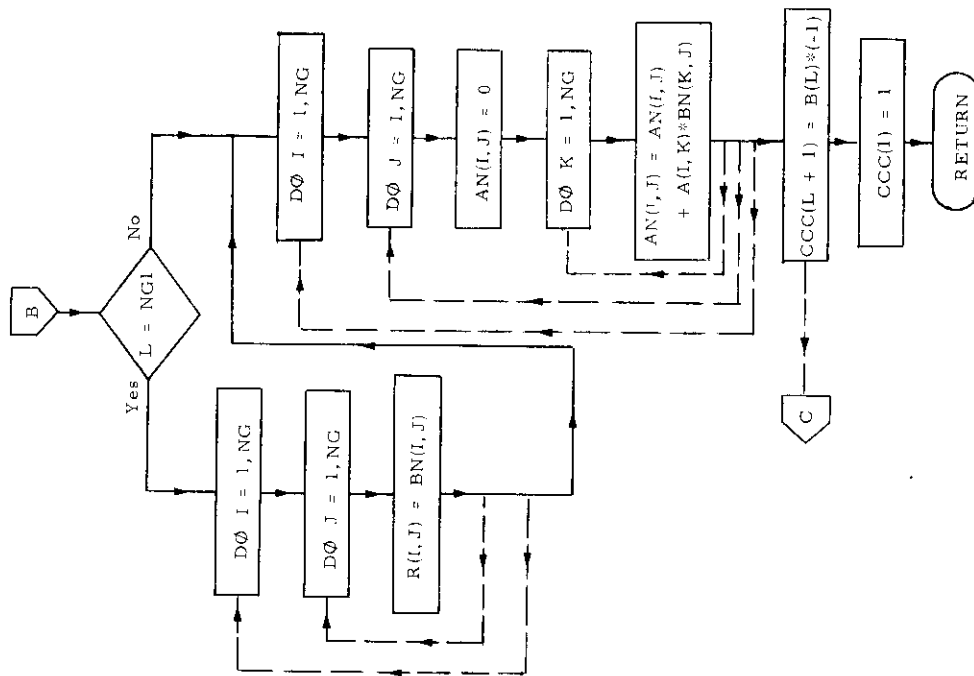 B
L = NG1
Yes
No
DØ I = 1, NG
DØ J = 1, NG
R(I, J) = BN(I, J)
DØ I = 1, NG
DØ J = 1, NG
AN(I, J) = 0
DØ K = 1, NG
AN(I, J) = AN(I, J)
+ A(I, K)*BN(K, J)
CCC(L + 1) = B(L)*(-1)
C
CCC(1) = 1
RETURN